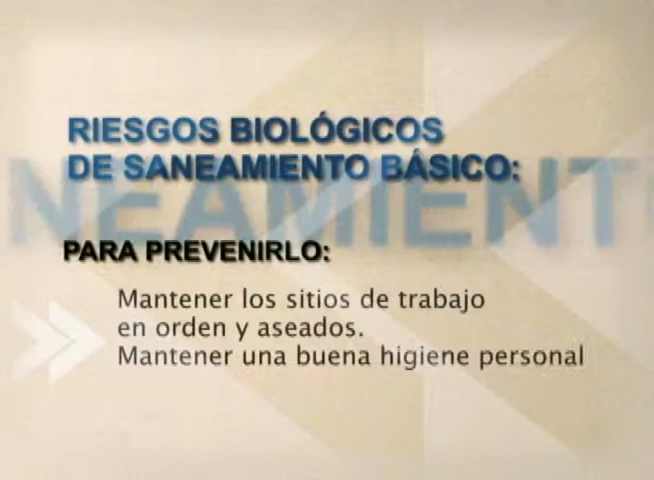 RIESGOS BIOLÓGICOS
DE SANEAMIENTO BÁSICO:
NEAMIENTO
PARA PREVENIRLO:
Mantener los sitios de trabajo
en orden y aseados.
Mantener una buena higiene personal